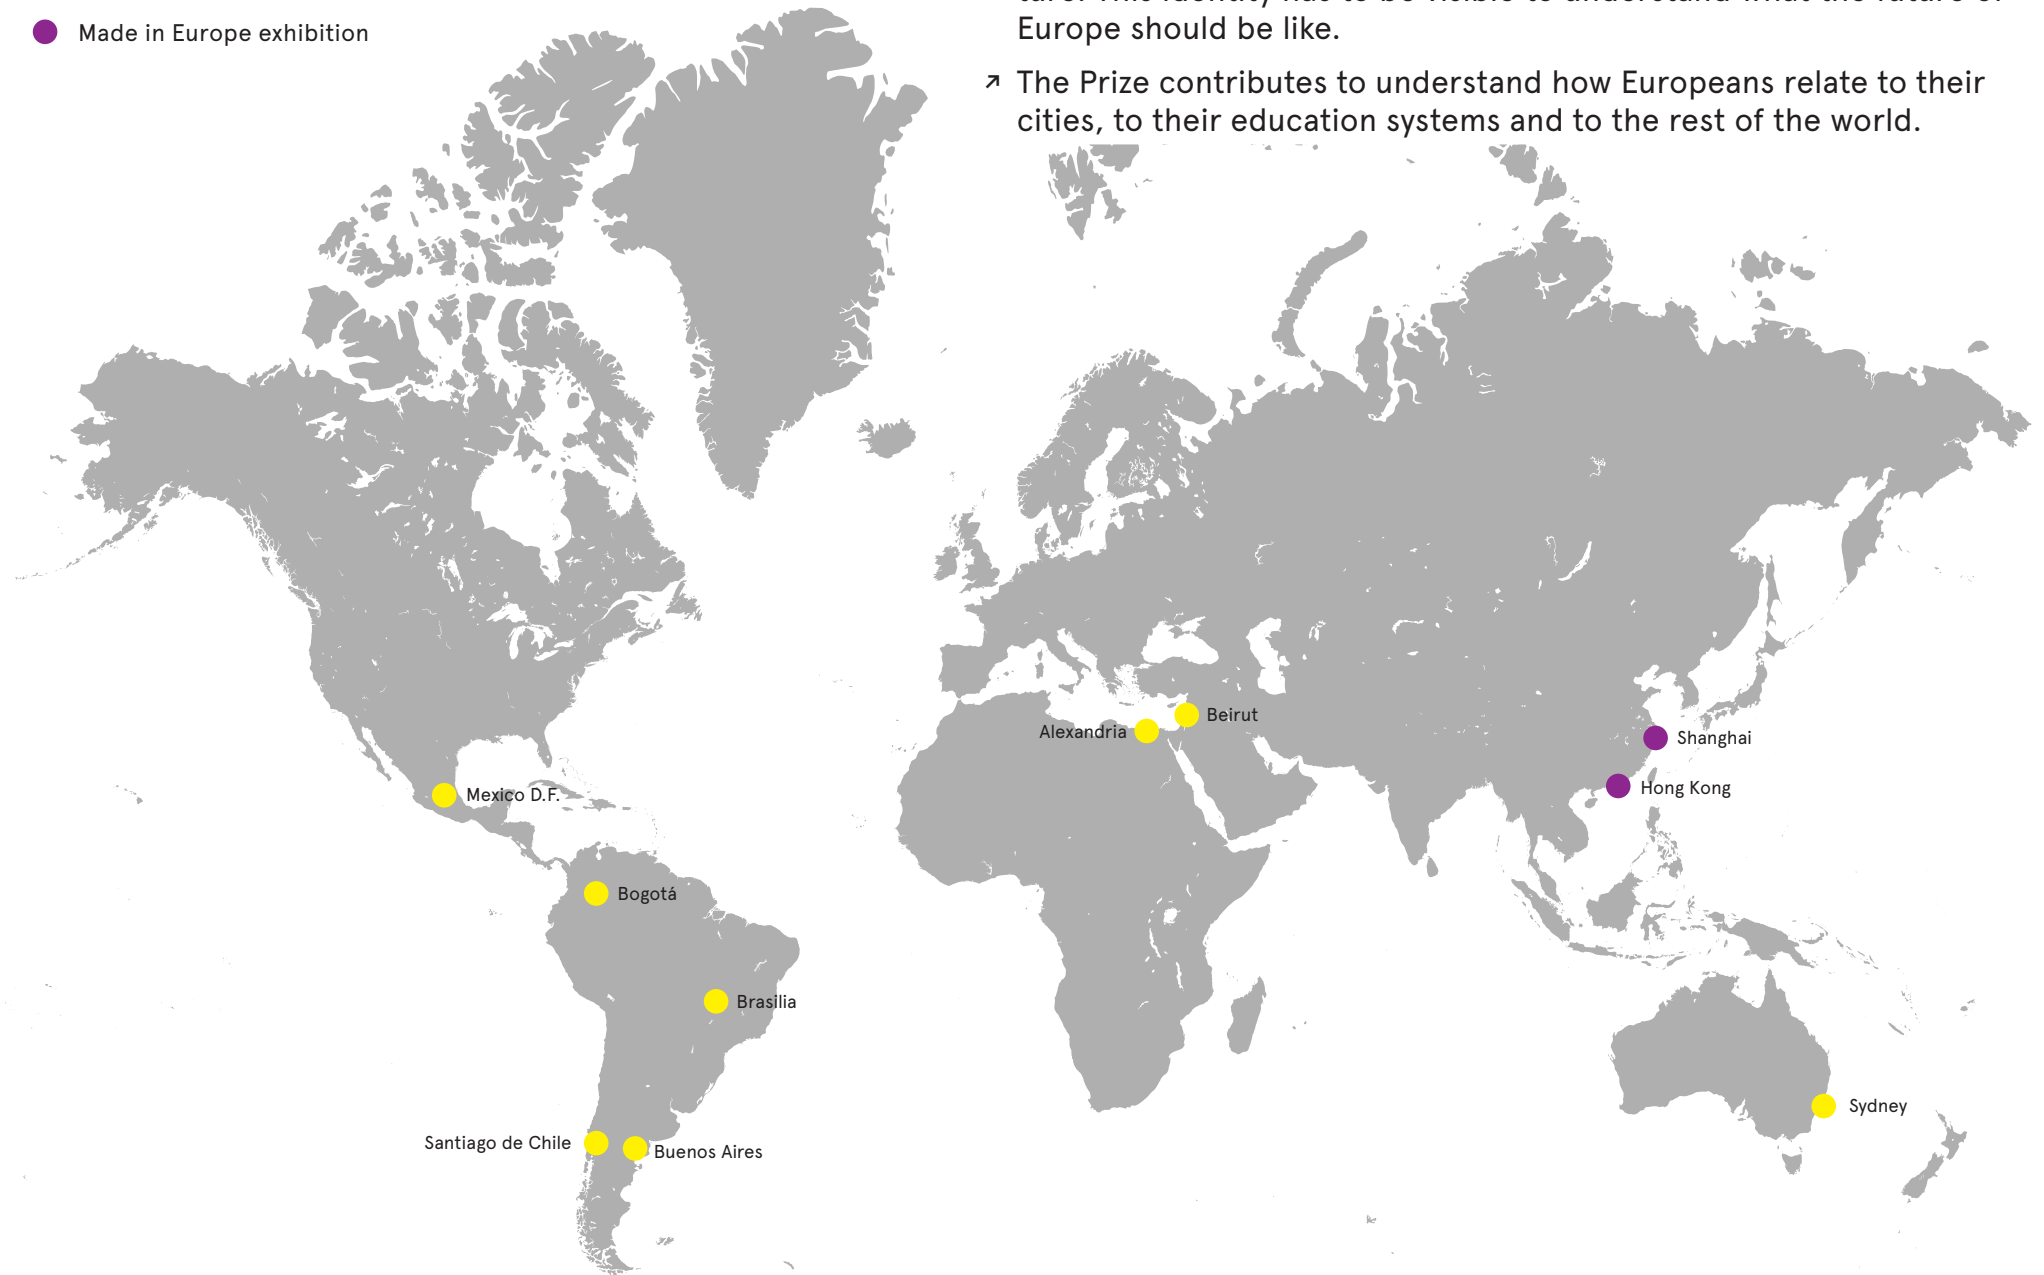 Made in Europe exhibition
Europe should be like.
↗ The Prize contributes to understand how Europeans relate to their
cities, to their education systems and to the rest of the world.
Beirut
Alexandria
Shanghai
Hong Kong
Mexico D.F.
Bogotá
Brasilia
Sydney
Santiago de Chile
Buenos Aires